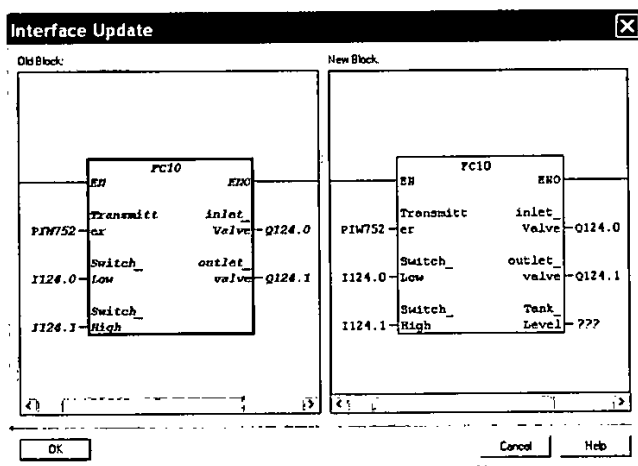 Interface Update
Old Block:
New Block:
FC10
EN ENO
Transmitt inlet_
PIW752 er Valve Q124.0
Switch_ outlet_
I124.0 Low valve Q124.1
Switch_
I124.1 High
FC10
EN ENO
Transmitt inlet_
PIW752 er Valve Q124.0
Switch_ outlet_
I124.0 Low valve Q124.1
Switch_ Tank_
I124.1 High Level ???
OK
Cancel
Help